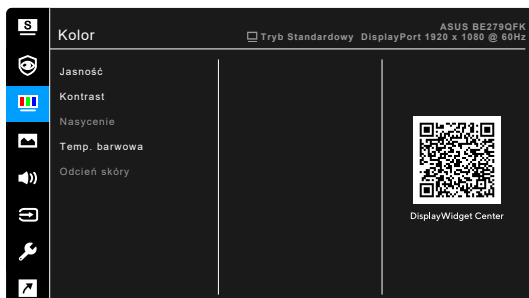 S
ASUS BE279QFK
Kolor
Tryb Standardowy DisplayPort 1920 x 1080 @ 60Hz
Jasność
Kontrast
Nasycenie
Temp. barwowa
Odcień skóry
DisplayWidget Center